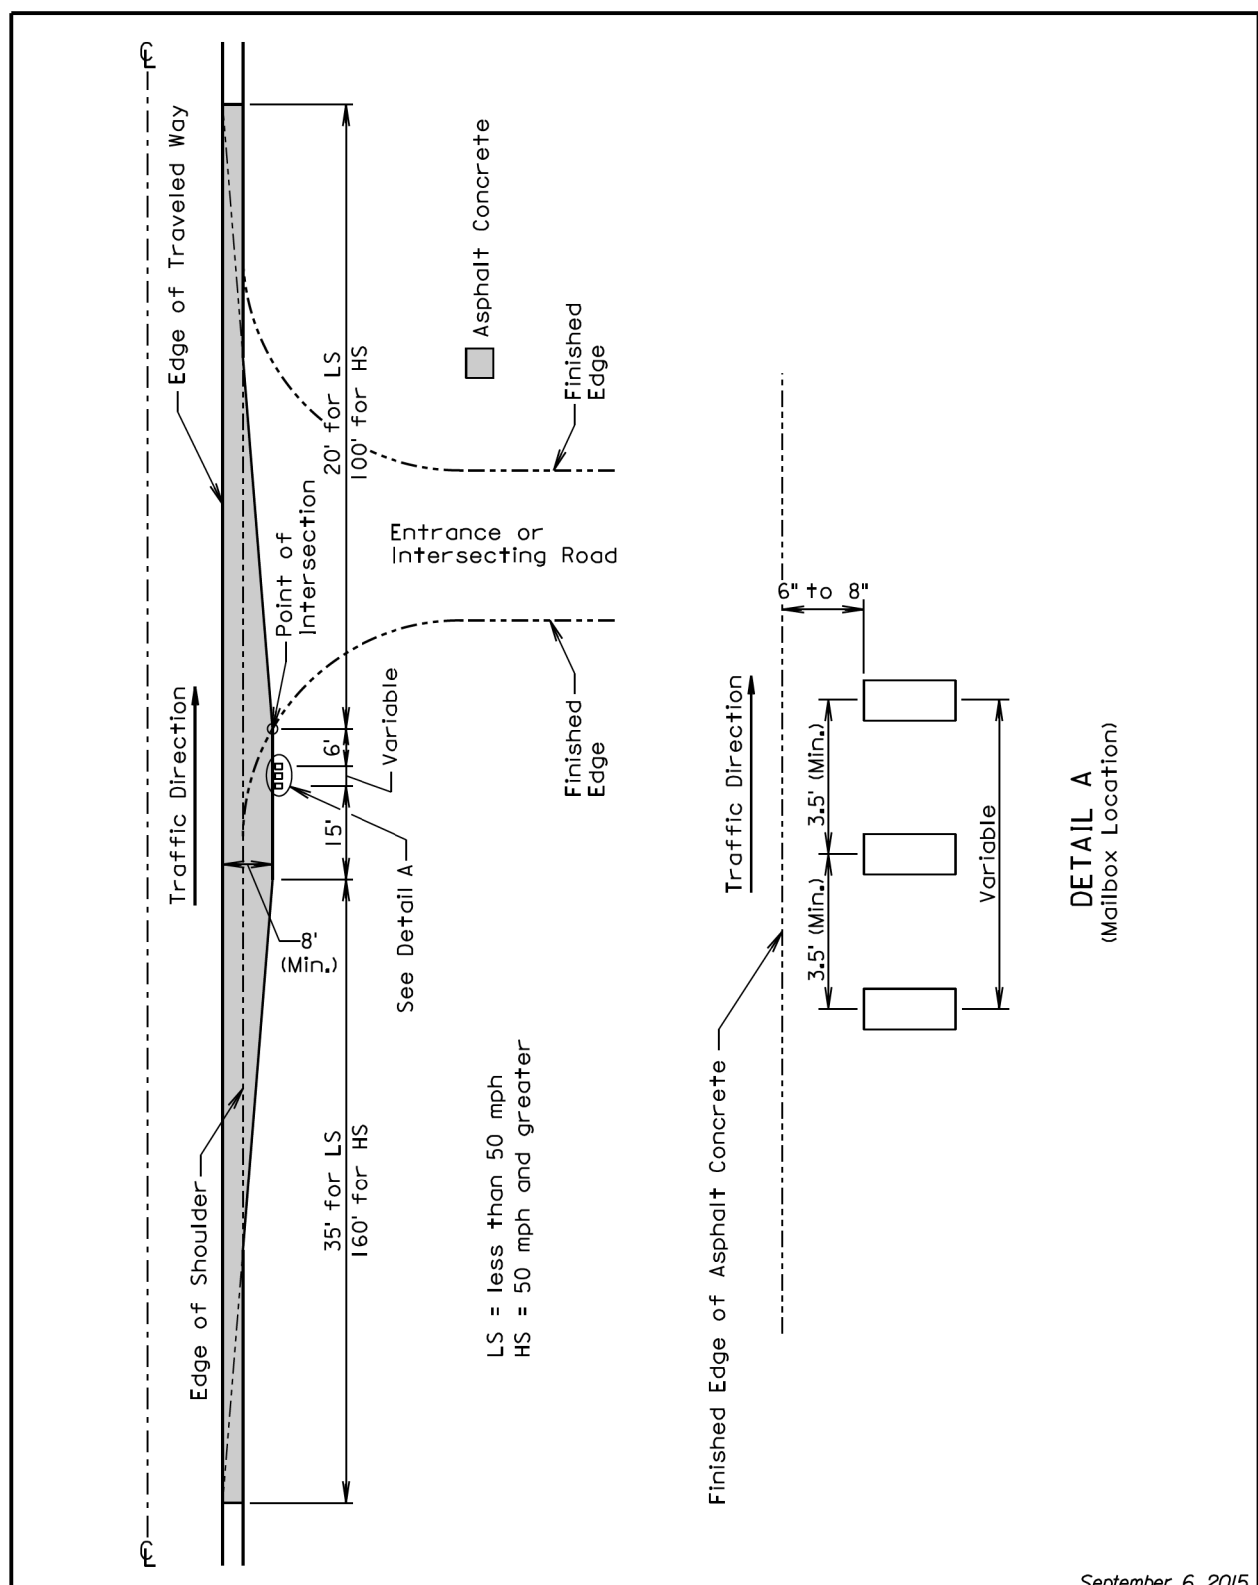 ℄
Edge of Traveled Way
Asphalt Concrete
20' for LS
100' for HS
Finished
Edge
Point of
Intersection
Entrance or
Intersecting Road
Traffic Direction
6'
Variable
15'
Finished
Edge
See Detail A
8'
(Min.)
Edge of Shoulder
35' for LS
160' for HS
LS = less than 50 mph
HS = 50 mph and greater
℄
6" to 8"
Traffic Direction
3.5' (Min.)
3.5' (Min.)
Variable
Finished Edge of Asphalt Concrete
DETAIL A
(Mailbox Location)
September 6, 2015